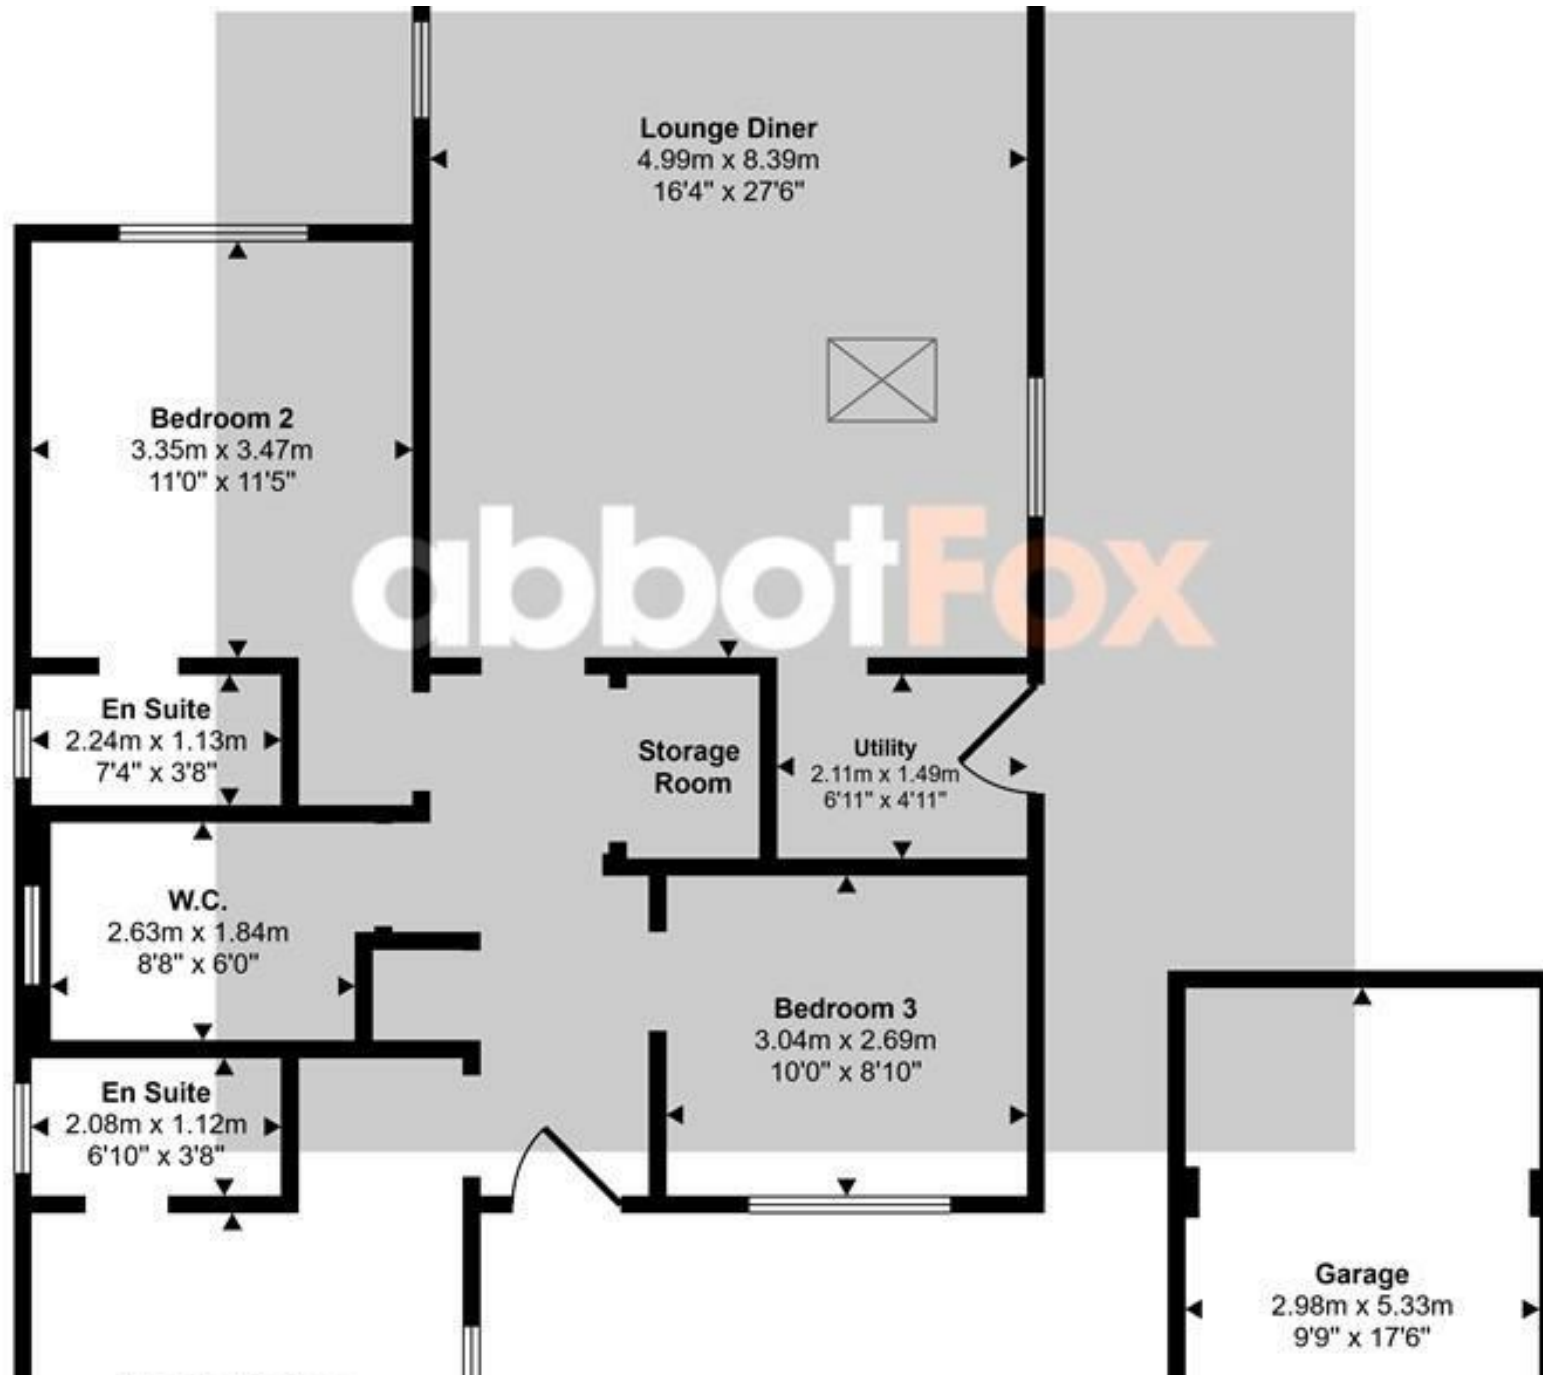 Lounge Diner
4.99m x 8.39m
16'4" x 27'6"
Bedroom 2
3.35m x 3.47m
11'0" x 11'5"
abbotFox
En Suite
2.24m x 1.13m
7'4" x 3'8"
Storage
Room
Utility
2.11m x 1.49m
6'11" x 4'11"
W.C.
2.63m x 1.84m
8'8" x 6'0"
Bedroom 3
3.04m x 2.69m
10'0" x 8'10"
En Suite
2.08m x 1.12m
6'10" x 3'8"
Garage
2.98m x 5.33m
9'9" x 17'6"